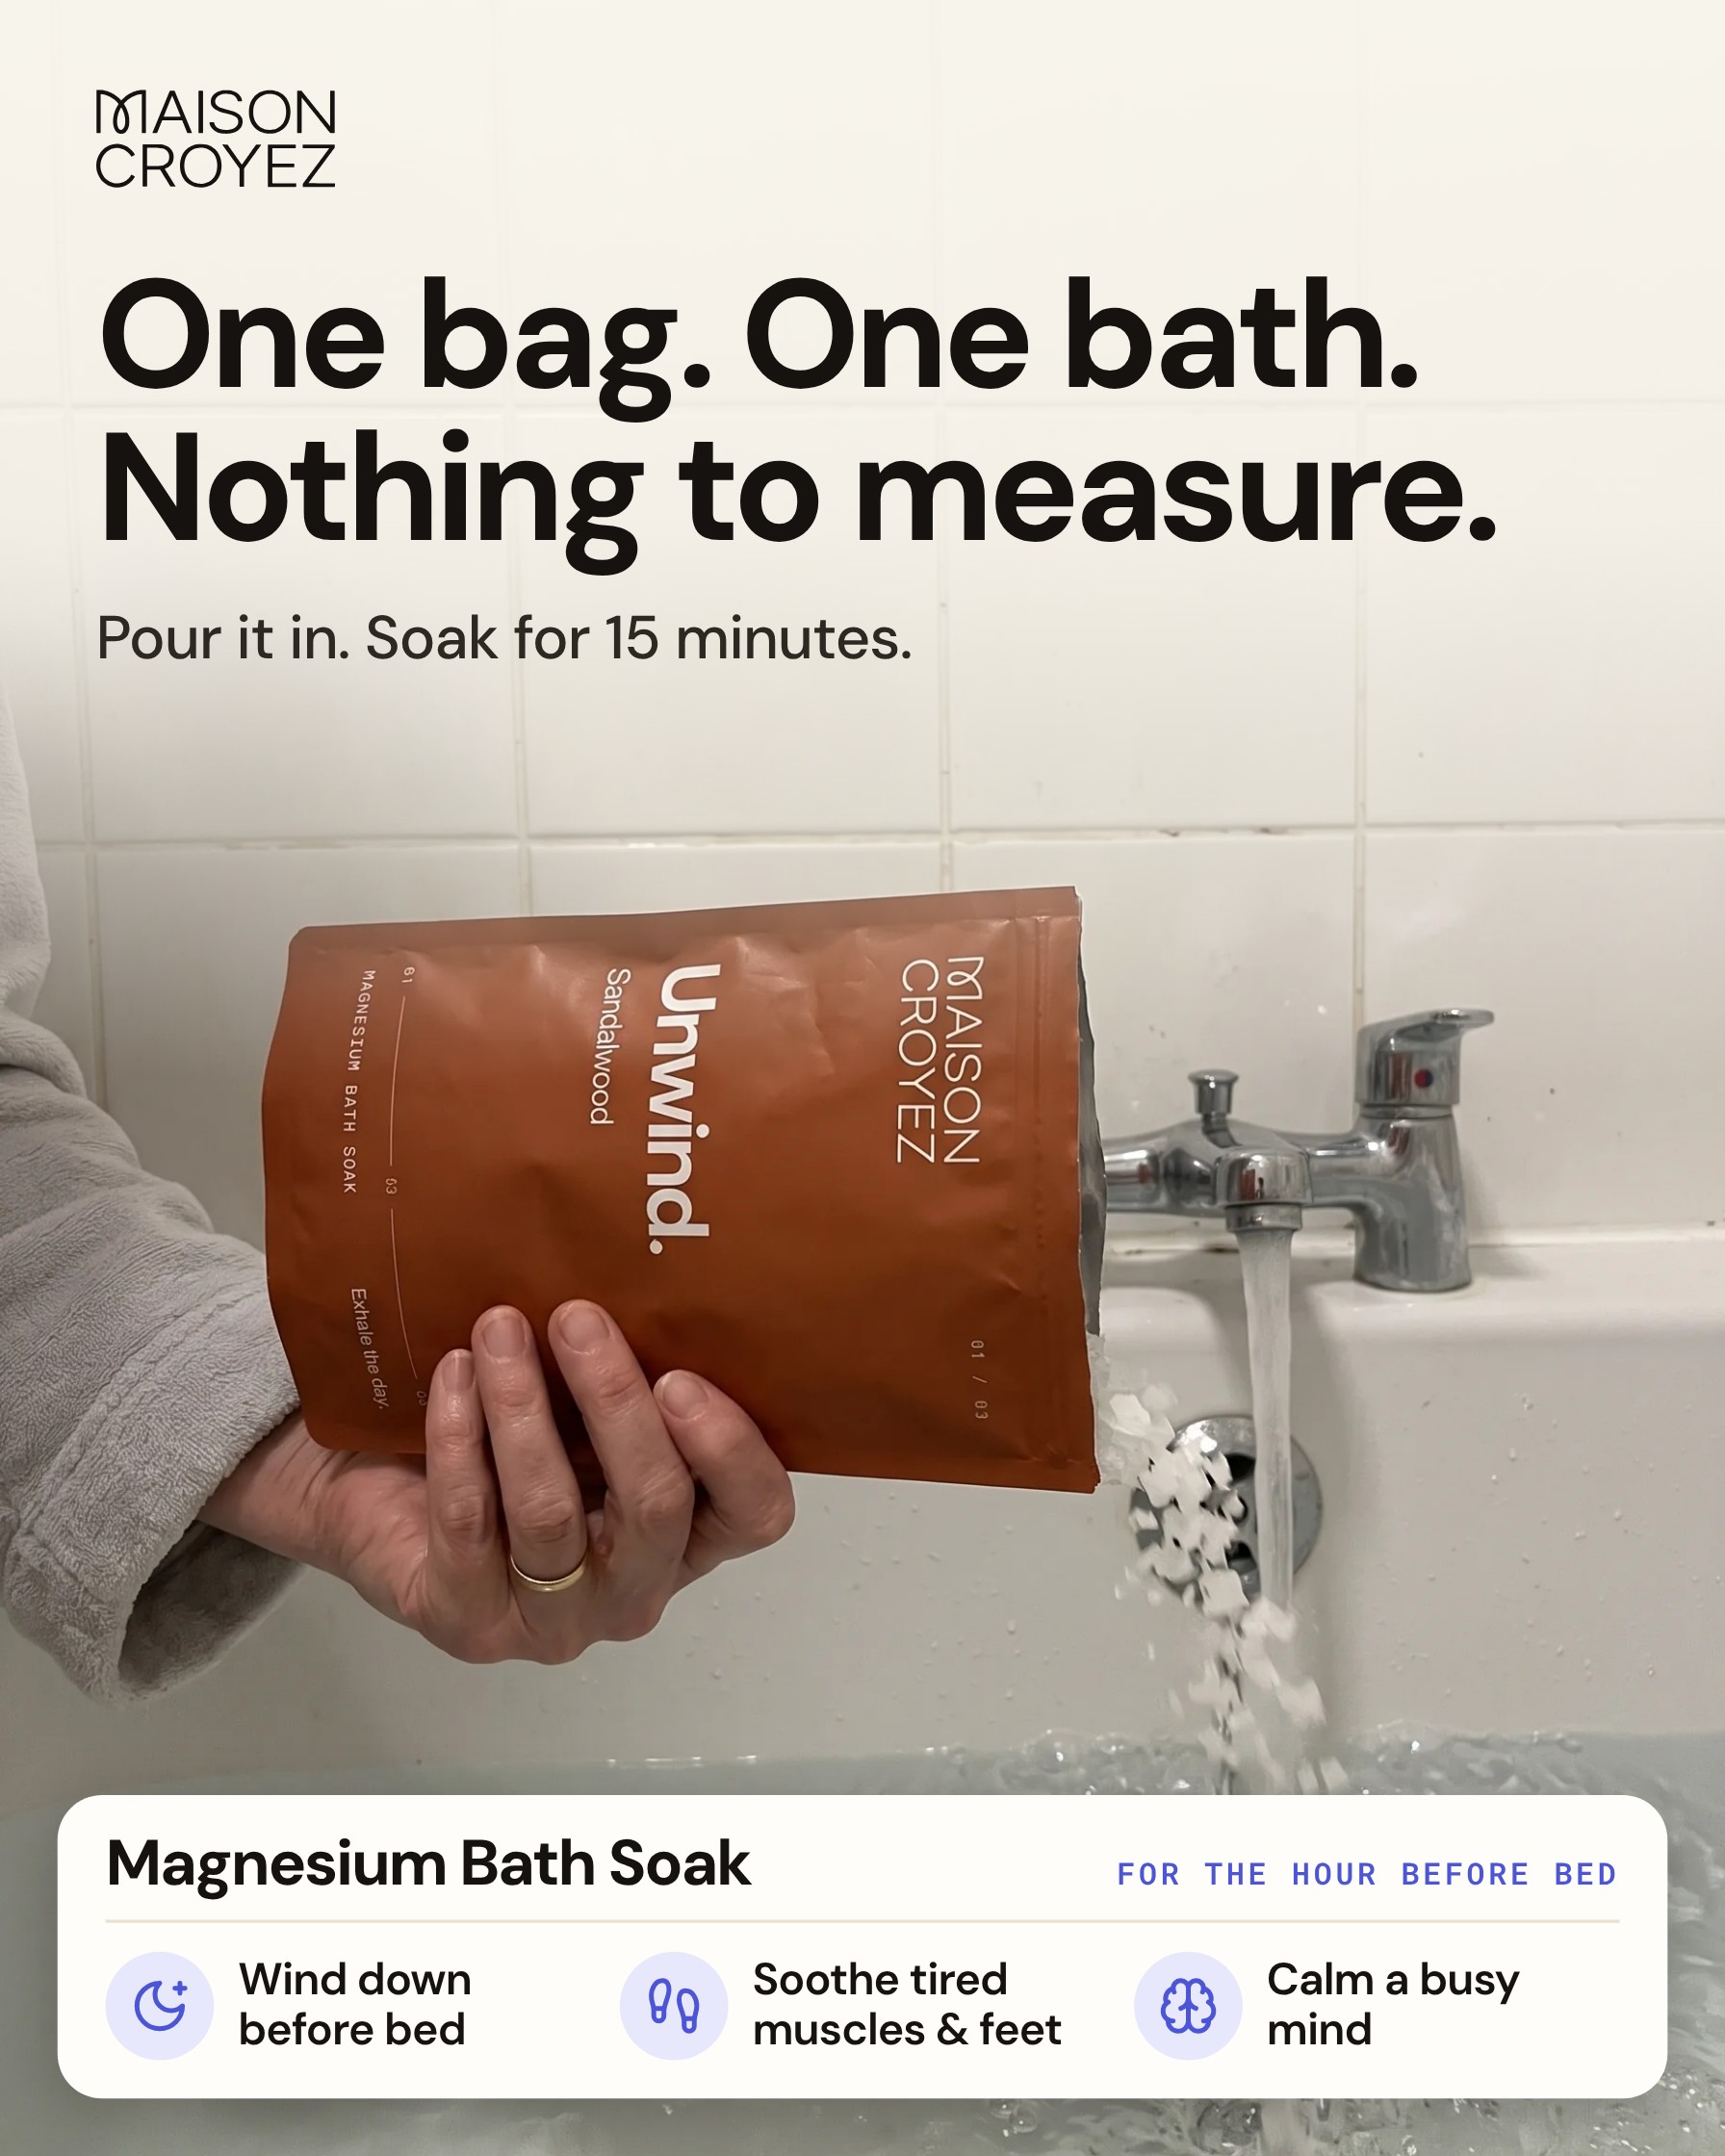 MAISON
CROYEZ
One bag. One bath.
Nothing to measure.
Pour it in. Soak for 15 minutes.
MAISON
CROYEZ
01 / 03
Unwind.
Sandalwood
03
MAGNESIUM BATH SOAK
Exhale the day.
Magnesium Bath Soak
FOR THE HOUR BEFORE BED
Wind down
before bed
Soothe tired
muscles & feet
Calm a busy
mind